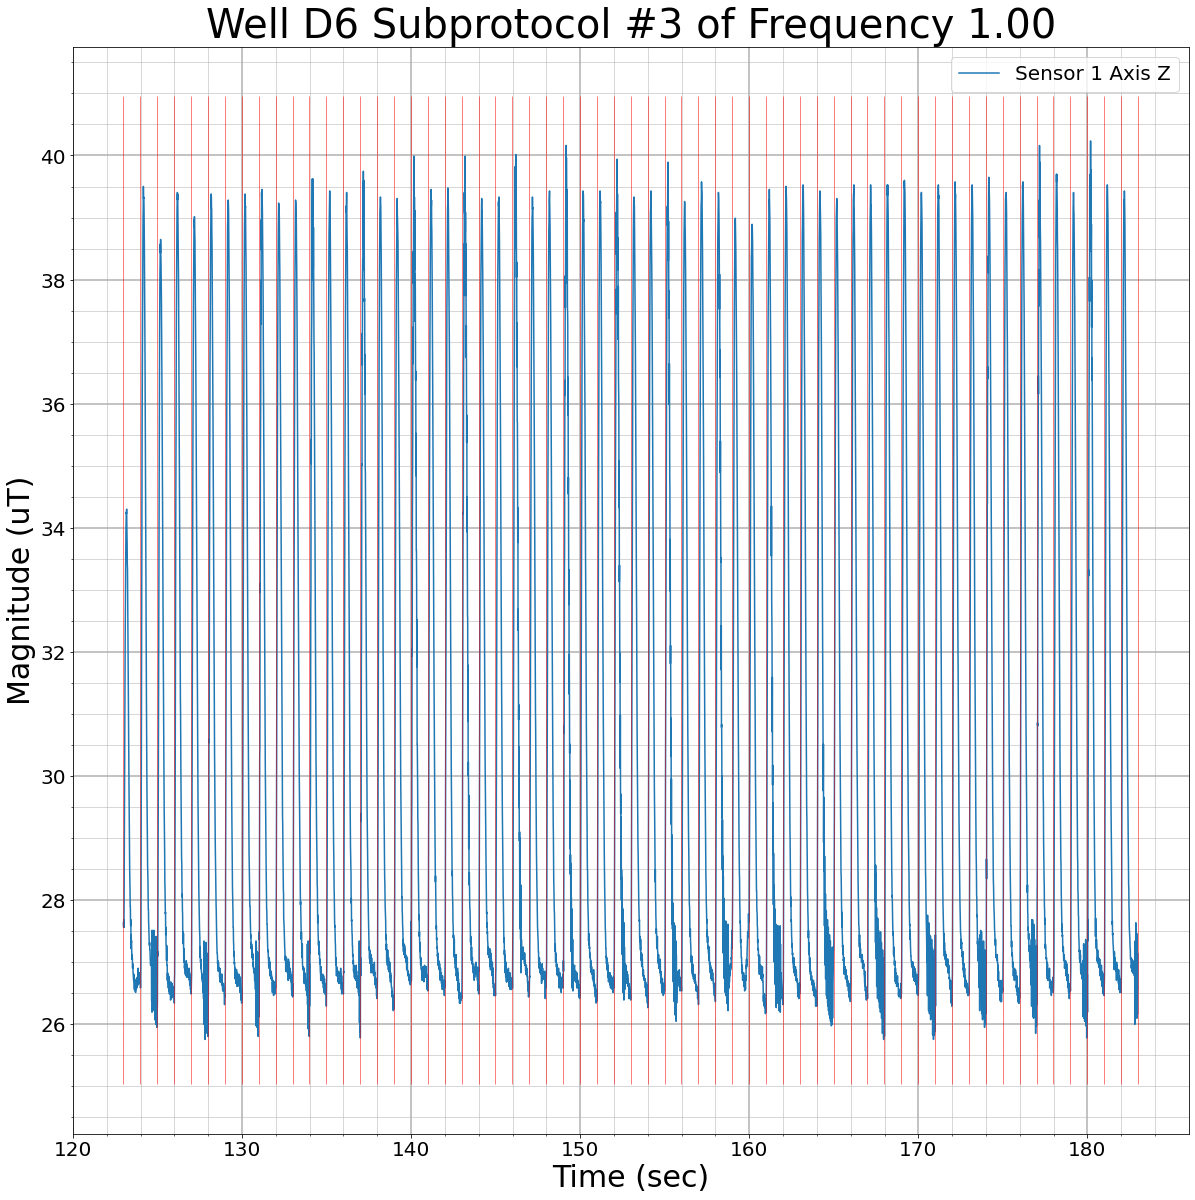 Well D6 Subprotocol #3 of Frequency 1.00
Sensor 1 Axis Z
Magnitude (uT)
40
38
36
34
32
30
28
26
120 130 140 150 160 170 180
Time (sec)